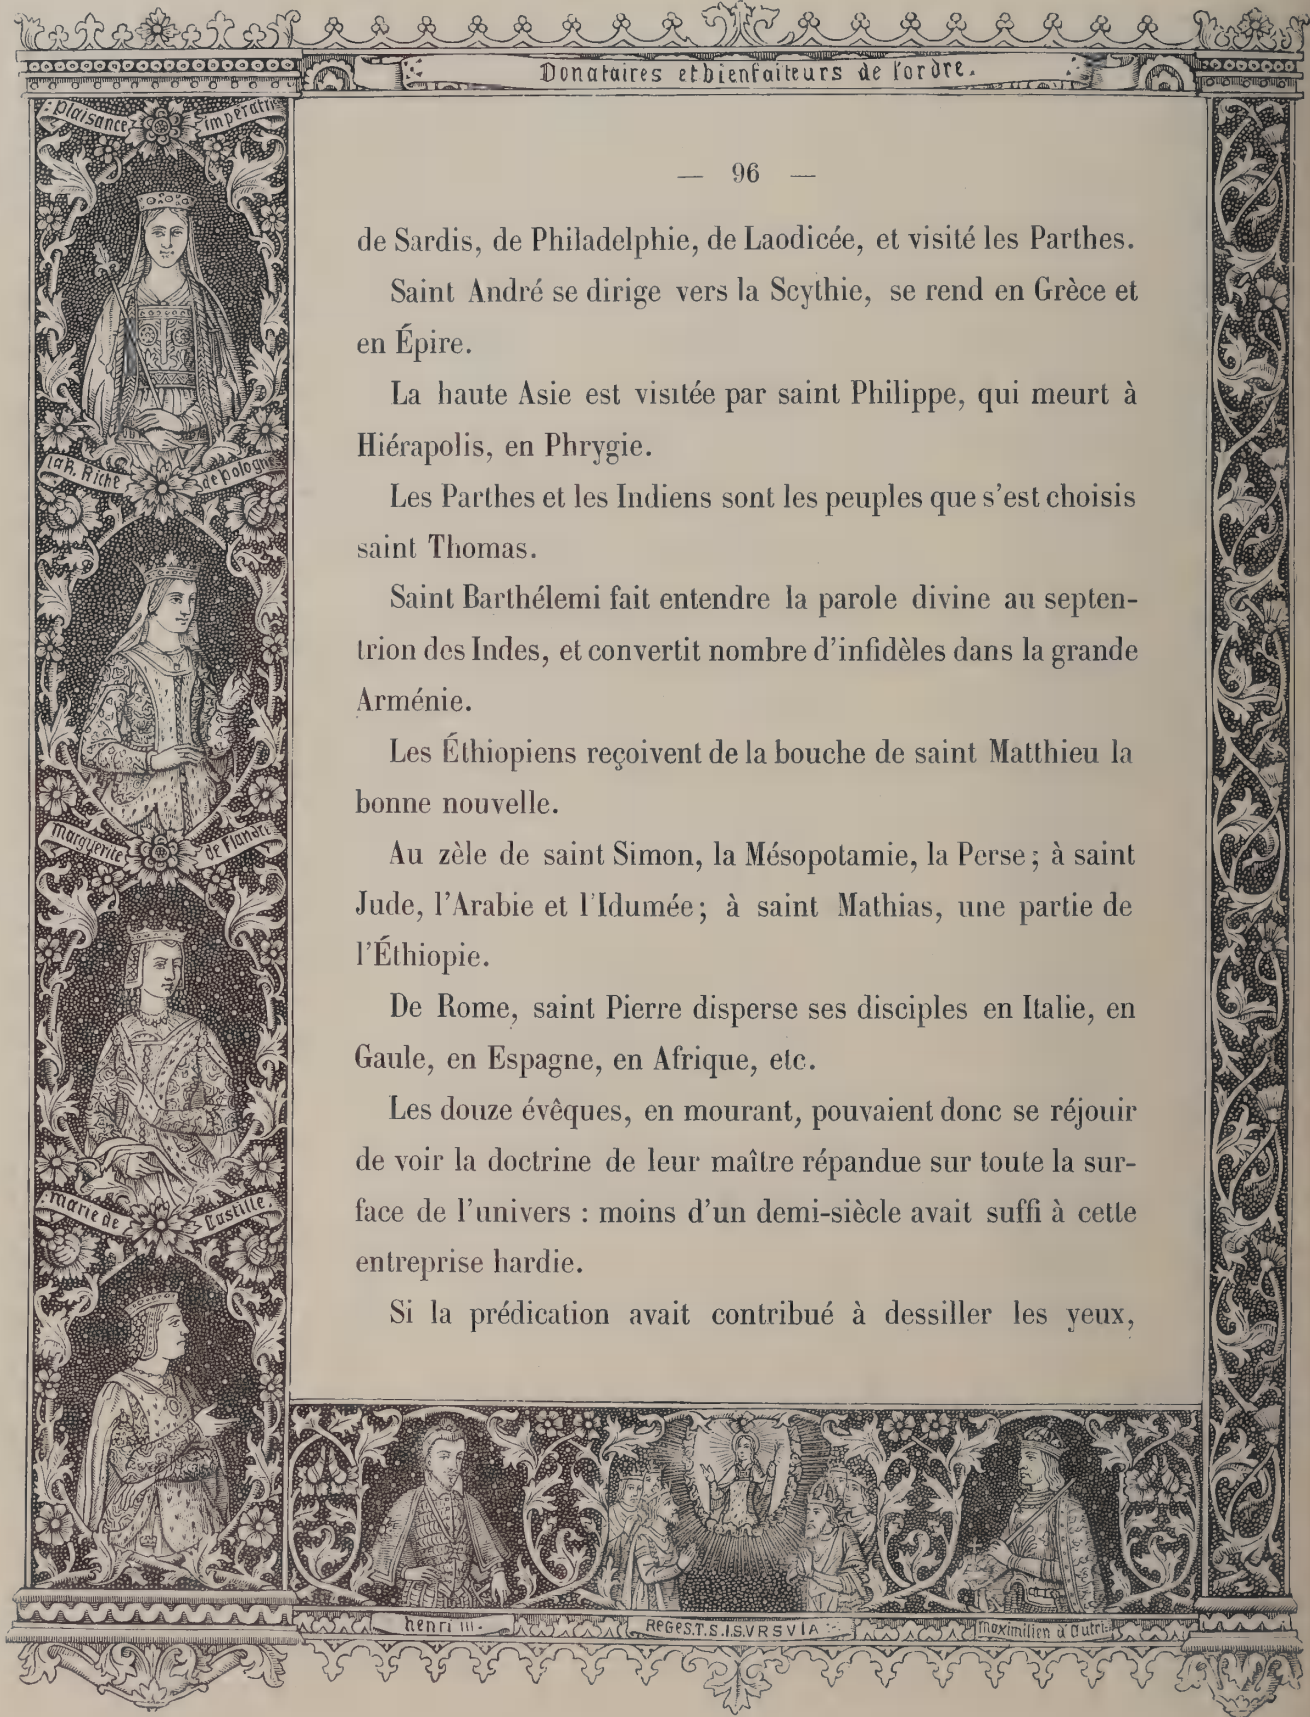 Donataires et bienfaiteurs de l'ordre.
plaisance imperatri
— 96 —
de Sardis, de Philadelphie, de Laodicée, et visité les Parthes.
Saint André se dirige vers la Scythie, se rend en Grèce et
en Épire.
La haute Asie est visitée par saint Philippe, qui meurt à
Hiérapolis, en Phrygie.
Les Parthes et les Indiens sont les peuples que s'est choisis
saint Thomas.
Saint Barthélemi fait entendre la parole divine au septen-
trion des Indes, et convertit nombre d'infidèles dans la grande
Arménie.
Les Éthiopiens reçoivent de la bouche de saint Matthieu la
bonne nouvelle.
Au zèle de saint Simon, la Mésopotamie, la Perse; à saint
Jude, l'Arabie et l'Idumée; à saint Mathias, une partie de
l'Éthiopie.
De Rome, saint Pierre disperse ses disciples en Italie, en
Gaule, en Espagne, en Afrique, etc.
Les douze évêques, en mourant, pouvaient donc se réjouir
de voir la doctrine de leur maître répandue sur toute la sur-
face de l'univers : moins d'un demi-siècle avait suffi à cette
entreprise hardie.
Si la prédication avait contribué à dessiller les yeux,
la R. Riche de pologne
Marguerite de Flandre
marie de Castille.
henri III.
REGES.T.S.I.S.VRSVIA
maximilien d'Autri